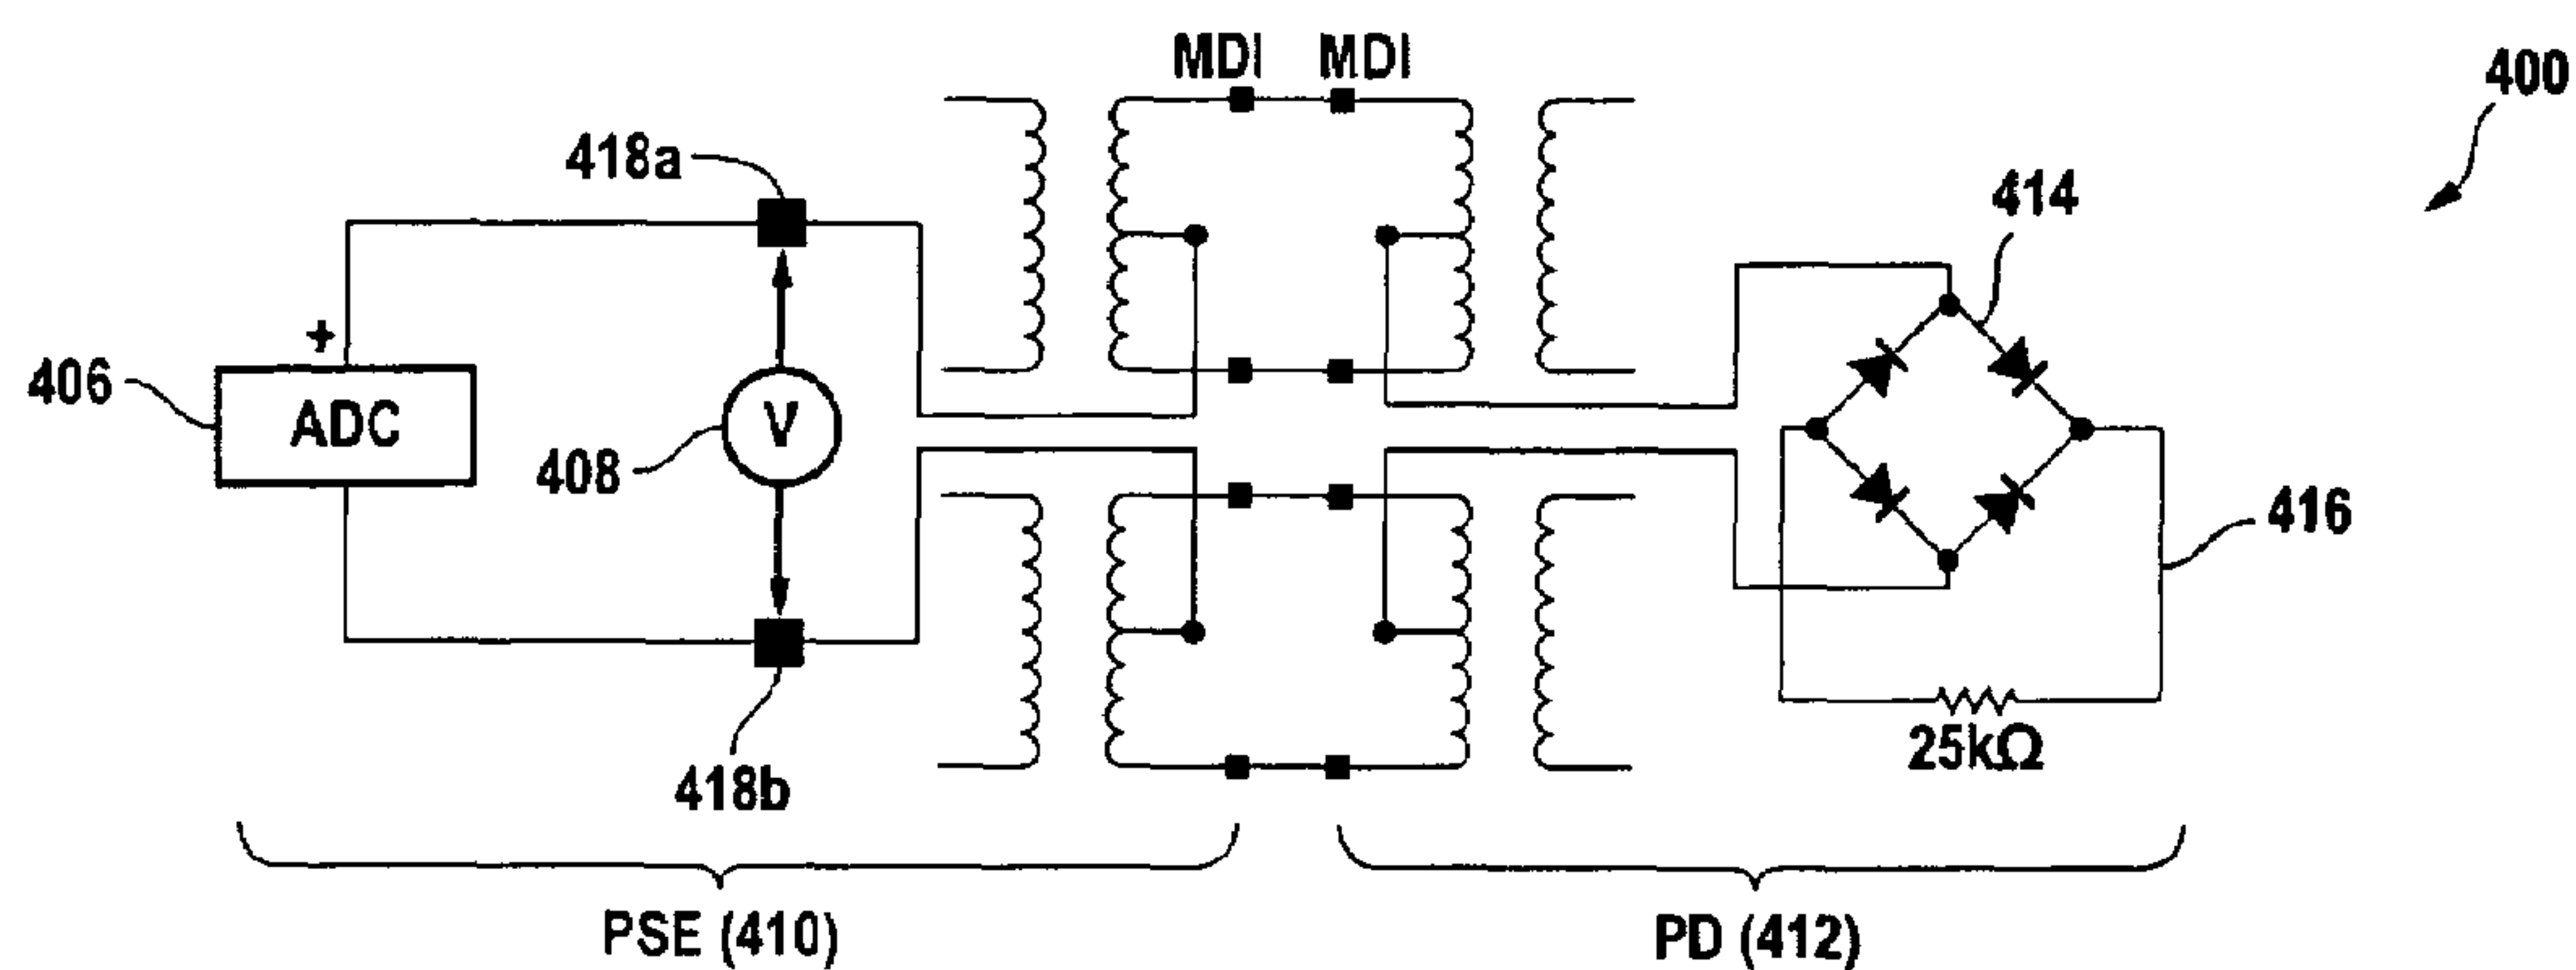 MDI MDI
400
418a
414
+
406
ADC
V
408
416
25kΩ
418b
PSE (410)
PD (412)